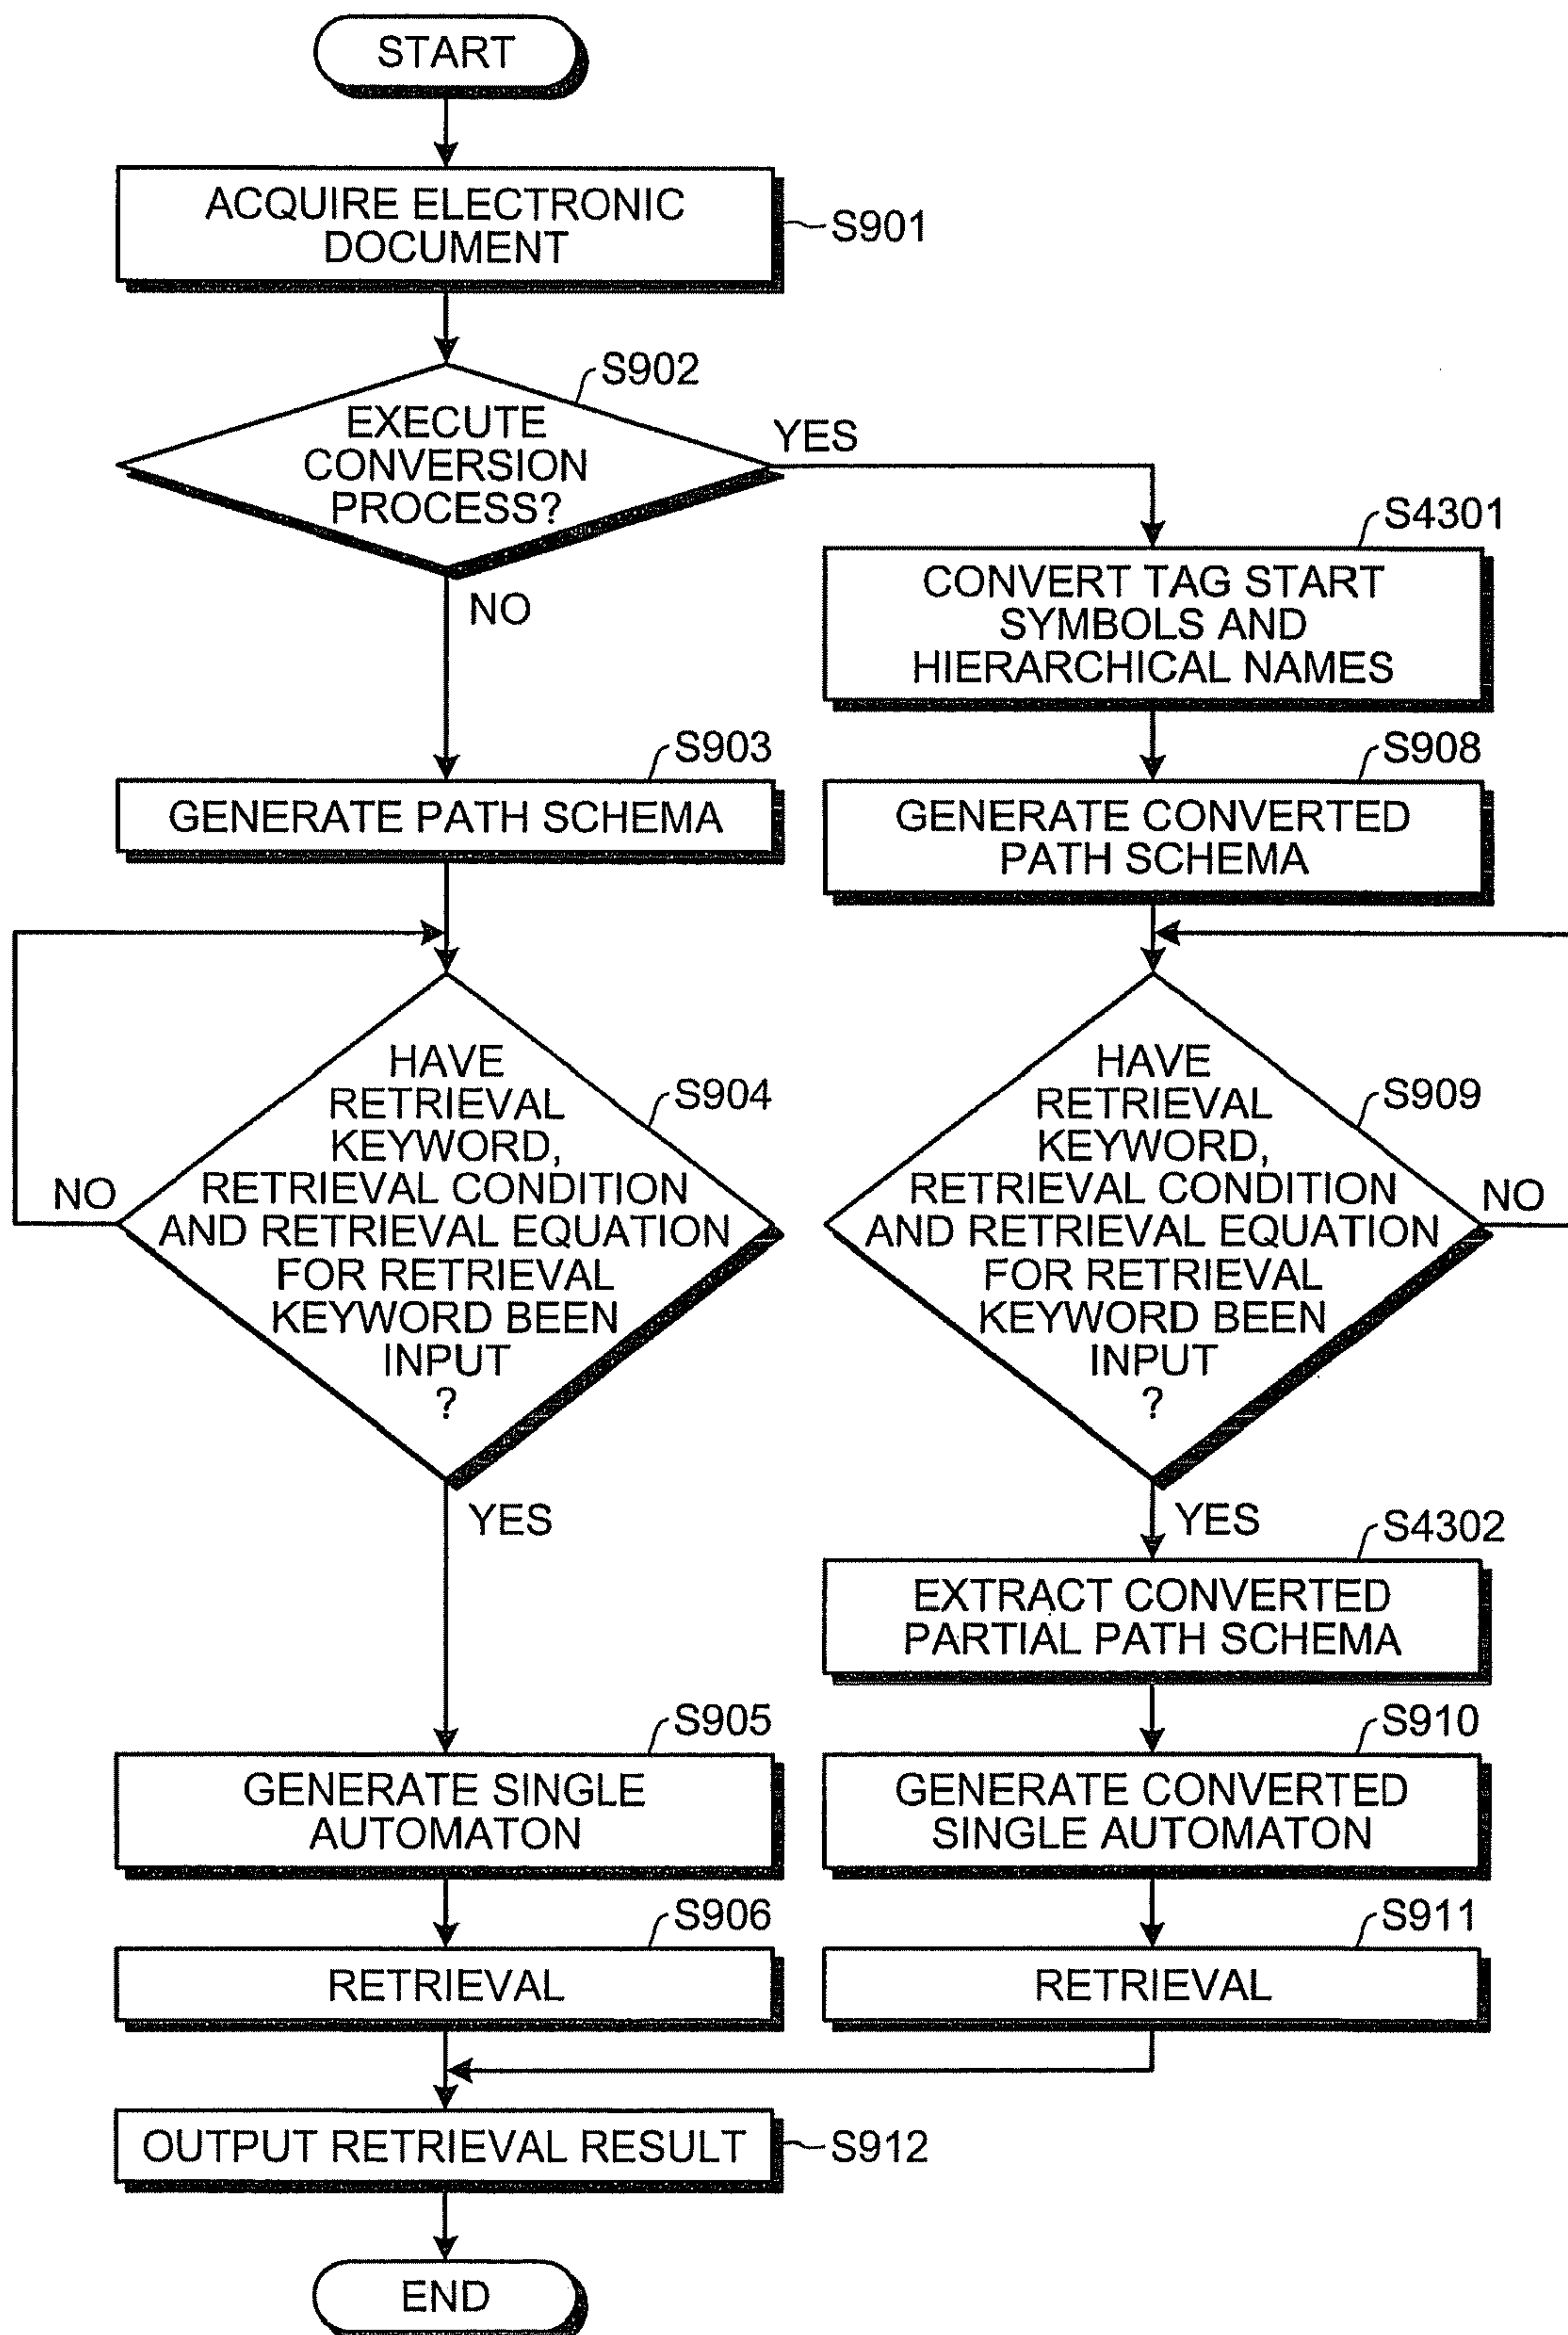 START
ACQUIRE ELECTRONIC
DOCUMENT
S901
S902
EXECUTE
CONVERSION
PROCESS?
YES
NO
S4301
CONVERT TAG START
SYMBOLS AND
HIERARCHICAL NAMES
S903
GENERATE PATH SCHEMA
S908
GENERATE CONVERTED
PATH SCHEMA
HAVE
RETRIEVAL
KEYWORD,
RETRIEVAL CONDITION
AND RETRIEVAL EQUATION
FOR RETRIEVAL
KEYWORD BEEN
INPUT
?
S904
NO
YES
HAVE
RETRIEVAL
KEYWORD,
RETRIEVAL CONDITION
AND RETRIEVAL EQUATION
FOR RETRIEVAL
KEYWORD BEEN
INPUT
?
S909
NO
YES
S4302
EXTRACT CONVERTED
PARTIAL PATH SCHEMA
S905
GENERATE SINGLE
AUTOMATON
S910
GENERATE CONVERTED
SINGLE AUTOMATON
S906
RETRIEVAL
S911
RETRIEVAL
OUTPUT RETRIEVAL RESULT
S912
END